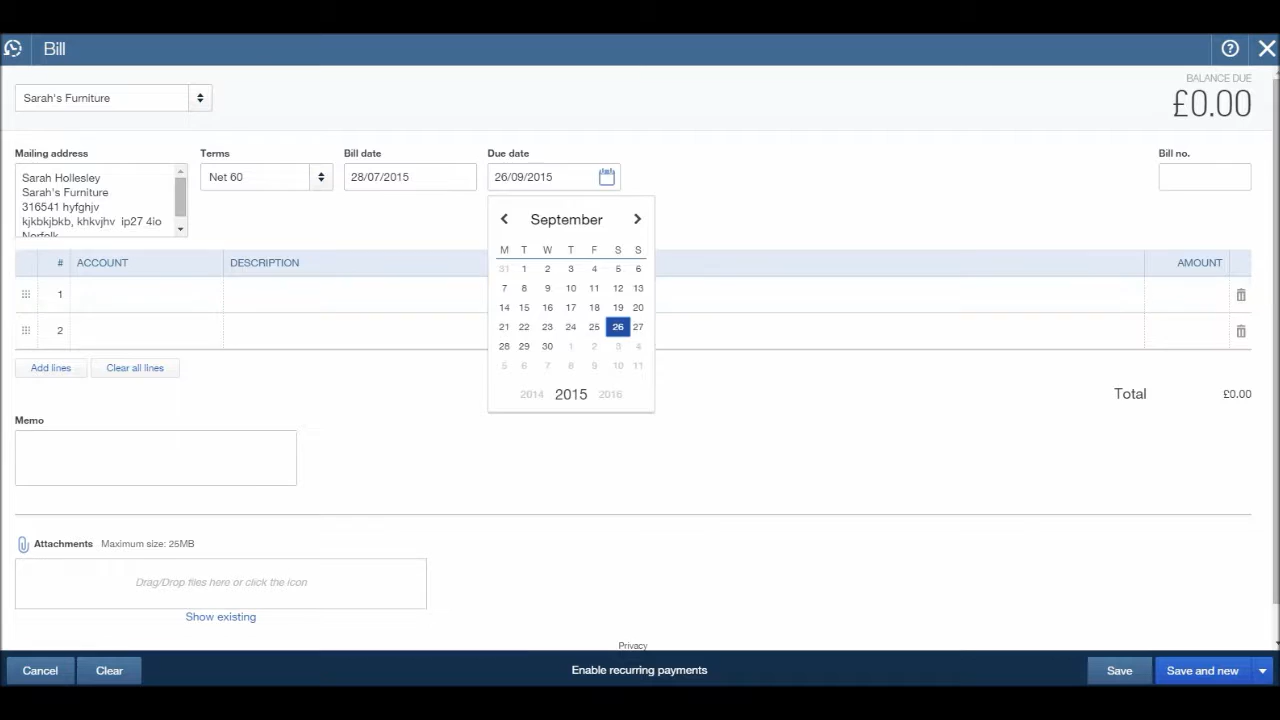 Bill
BALANCE DUE
£0.00
Sarah's Furniture
Mailing address
Terms
Bill date
Due date
Bill no.
Sarah Hollesley
Sarah's Furniture
316541 hyfghjv
kjkbkjbkb, khkvjhv ip27 4io
Norfolk
Net 60
28/07/2015
26/09/2015
September
M T W T F S S
31 1 2 3 4 5 6
7 8 9 10 11 12 13
14 15 16 17 18 19 20
21 22 23 24 25 26 27
28 29 30 1 2 3 4
5 6 7 8 9 10 11
2014 2015 2016
# ACCOUNT DESCRIPTION AMOUNT
1
2
Add lines Clear all lines
Total £0.00
Memo
Attachments Maximum size: 25MB
Drag/Drop files here or click the icon
Show existing
Privacy
Cancel Clear Enable recurring payments Save Save and new